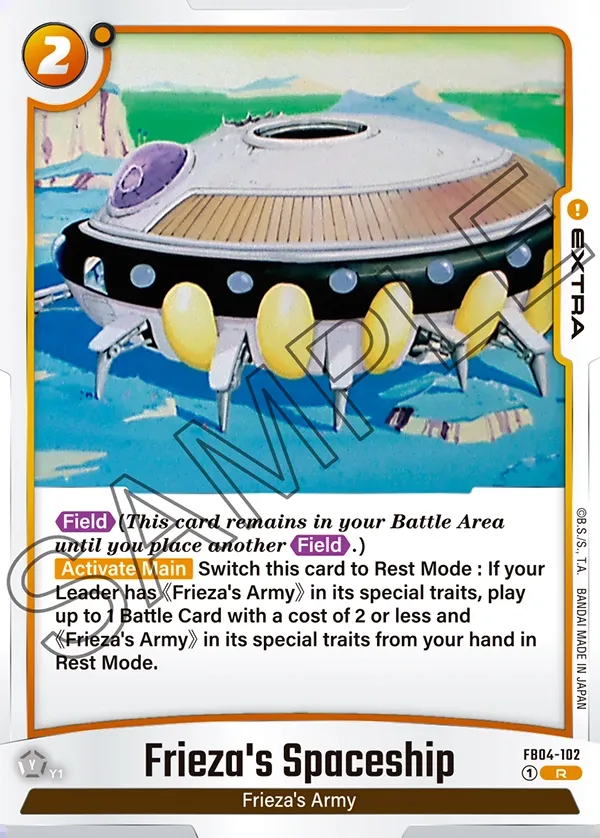 2
! EXTRA
SAMPLE
Field (This card remains in your Battle Area
until you place another Field.)
Activate Main Switch this card to Rest Mode : If your
Leader has《Frieza's Army》in its special traits, play
up to 1 Battle Card with a cost of 2 or less and
《Frieza's Army》in its special traits from your hand in
Rest Mode.
©B.S./S., T.A. BANDAI MADE IN JAPAN
Y Y1
Frieza's Spaceship
FB04-102
1 R
Frieza's Army